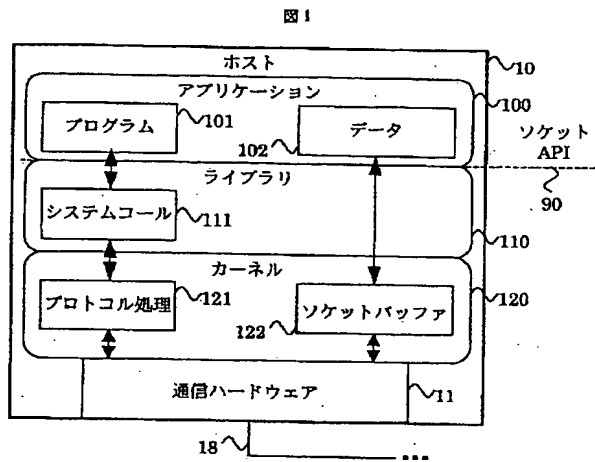 図1
ホスト
10
アプリケーション
100
プログラム
101
データ
102
ソケット
API
90
ライブラリ
システムコール
111
110
カーネル
プロトコル処理
121
ソケットバッファ
122
120
通信ハードウェア
11
18